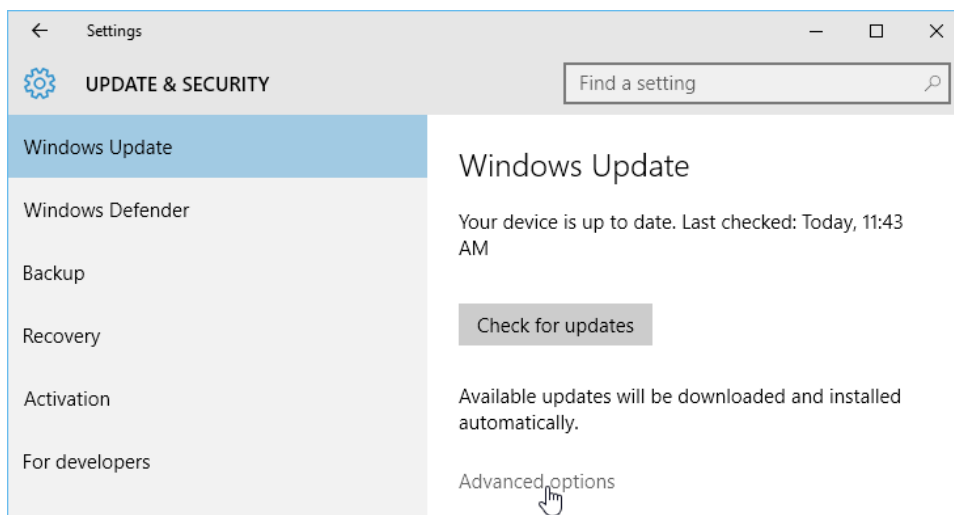 Settings
UPDATE & SECURITY
Find a setting
Windows Update
Windows Defender
Backup
Recovery
Activation
For developers
Windows Update
Your device is up to date. Last checked: Today, 11:43
AM
Check for updates
Available updates will be downloaded and installed
automatically.
Advanced options